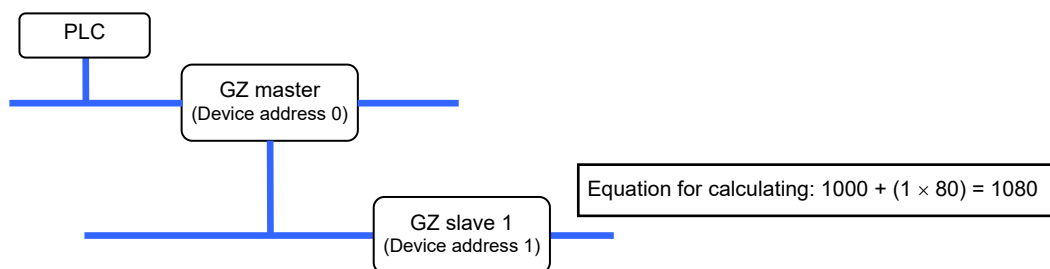 PLC
GZ master
(Device address 0)
Equation for calculating: 1000 + (1 × 80) = 1080
GZ slave 1
(Device address 1)